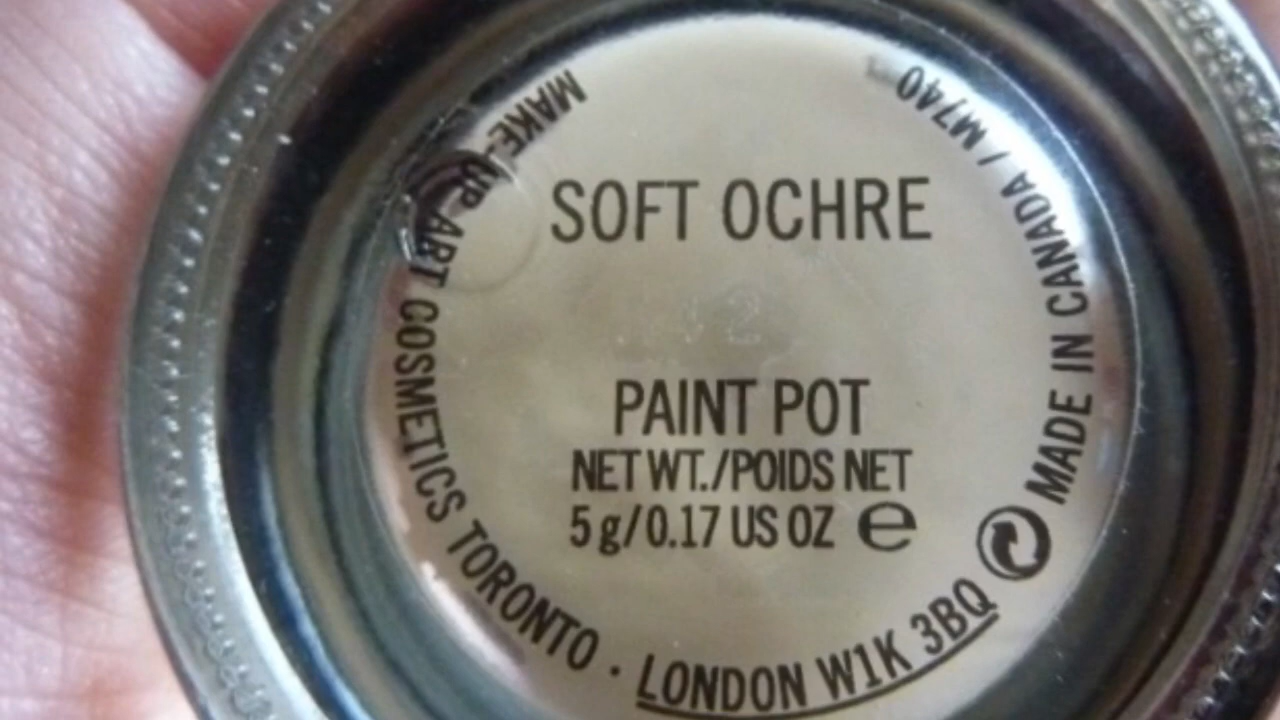 SOFT OCHRE
PAINT POT
NET WT./POIDS NET
5 g/0.17 US OZ e
MAKE-UP ART COSMETICS TORONTO · LONDON W1K 3BQ
MADE IN CANADA / M740